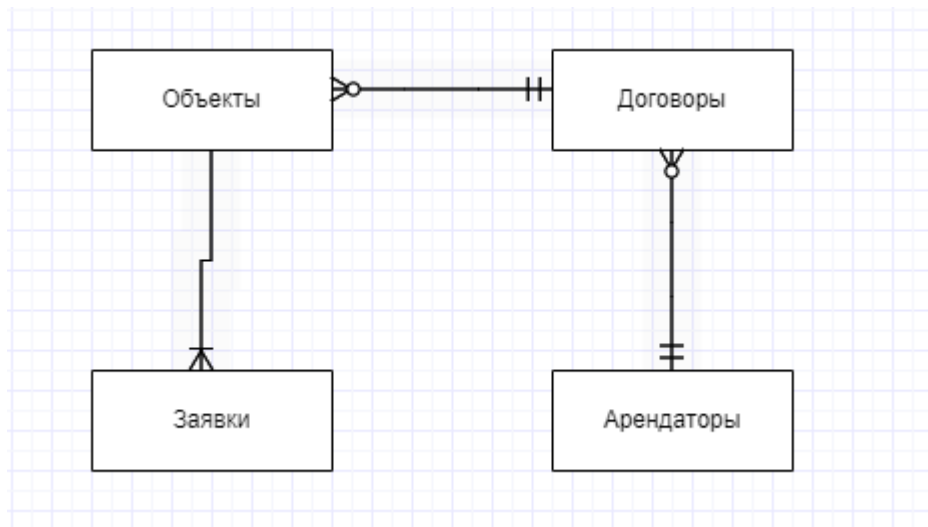 Объекты
Договоры
Заявки
Арендаторы